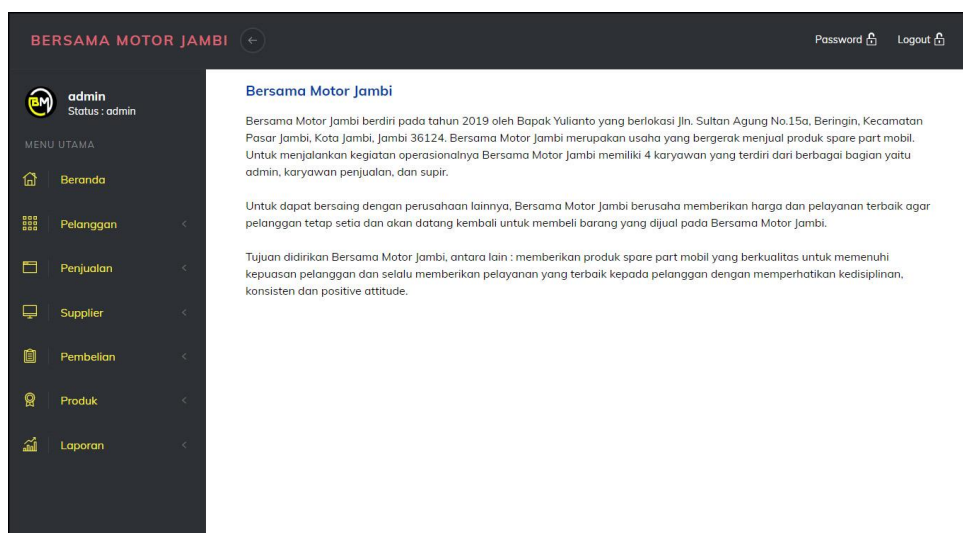 BERSAMA MOTOR JAMBI
Password
Logout
BM
admin
Status : admin
MENU UTAMA
Beranda
Pelanggan
Penjualan
Supplier
Pembelian
Produk
Laporan
Bersama Motor Jambi
Bersama Motor Jambi berdiri pada tahun 2019 oleh Bapak Yulianto yang berlokasi Jln. Sultan Agung No.15a, Beringin, Kecamatan
Pasar Jambi, Kota Jambi, Jambi 36124. Bersama Motor Jambi merupakan usaha yang bergerak menjual produk spare part mobil.
Untuk menjalankan kegiatan operasionalnya Bersama Motor Jambi memiliki 4 karyawan yang terdiri dari berbagai bagian yaitu
admin, karyawan penjualan, dan supir.
Untuk dapat bersaing dengan perusahaan lainnya, Bersama Motor Jambi berusaha memberikan harga dan pelayanan terbaik agar
pelanggan tetap setia dan akan datang kembali untuk membeli barang yang dijual pada Bersama Motor Jambi.
Tujuan didirikan Bersama Motor Jambi, antara lain : memberikan produk spare part mobil yang berkualitas untuk memenuhi
kepuasan pelanggan dan selalu memberikan pelayanan yang terbaik kepada pelanggan dengan memperhatikan kedisiplinan,
konsisten dan positive attitude.